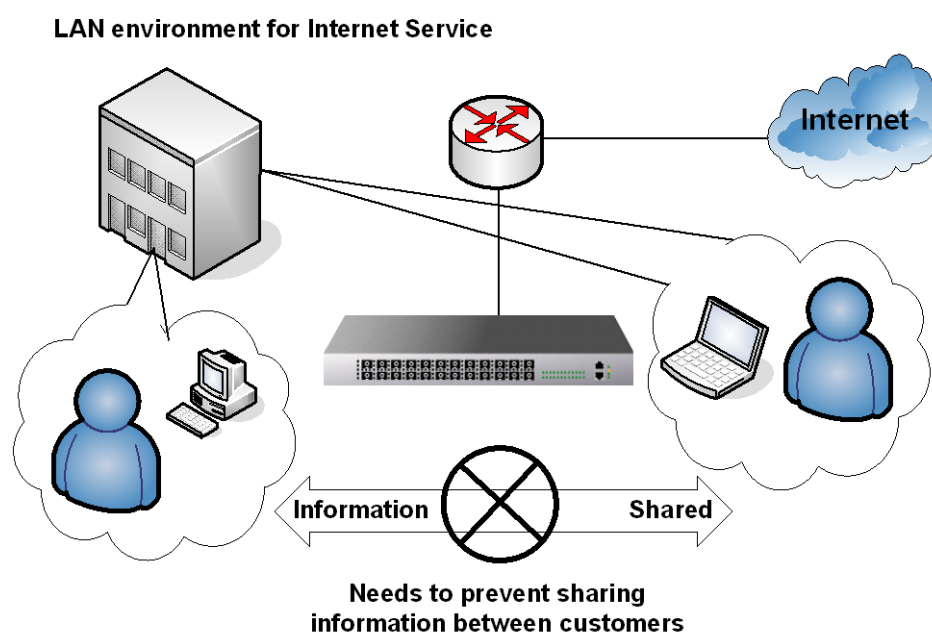 LAN environment for Internet Service
Internet
Information
Shared
Needs to prevent sharing
information between customers